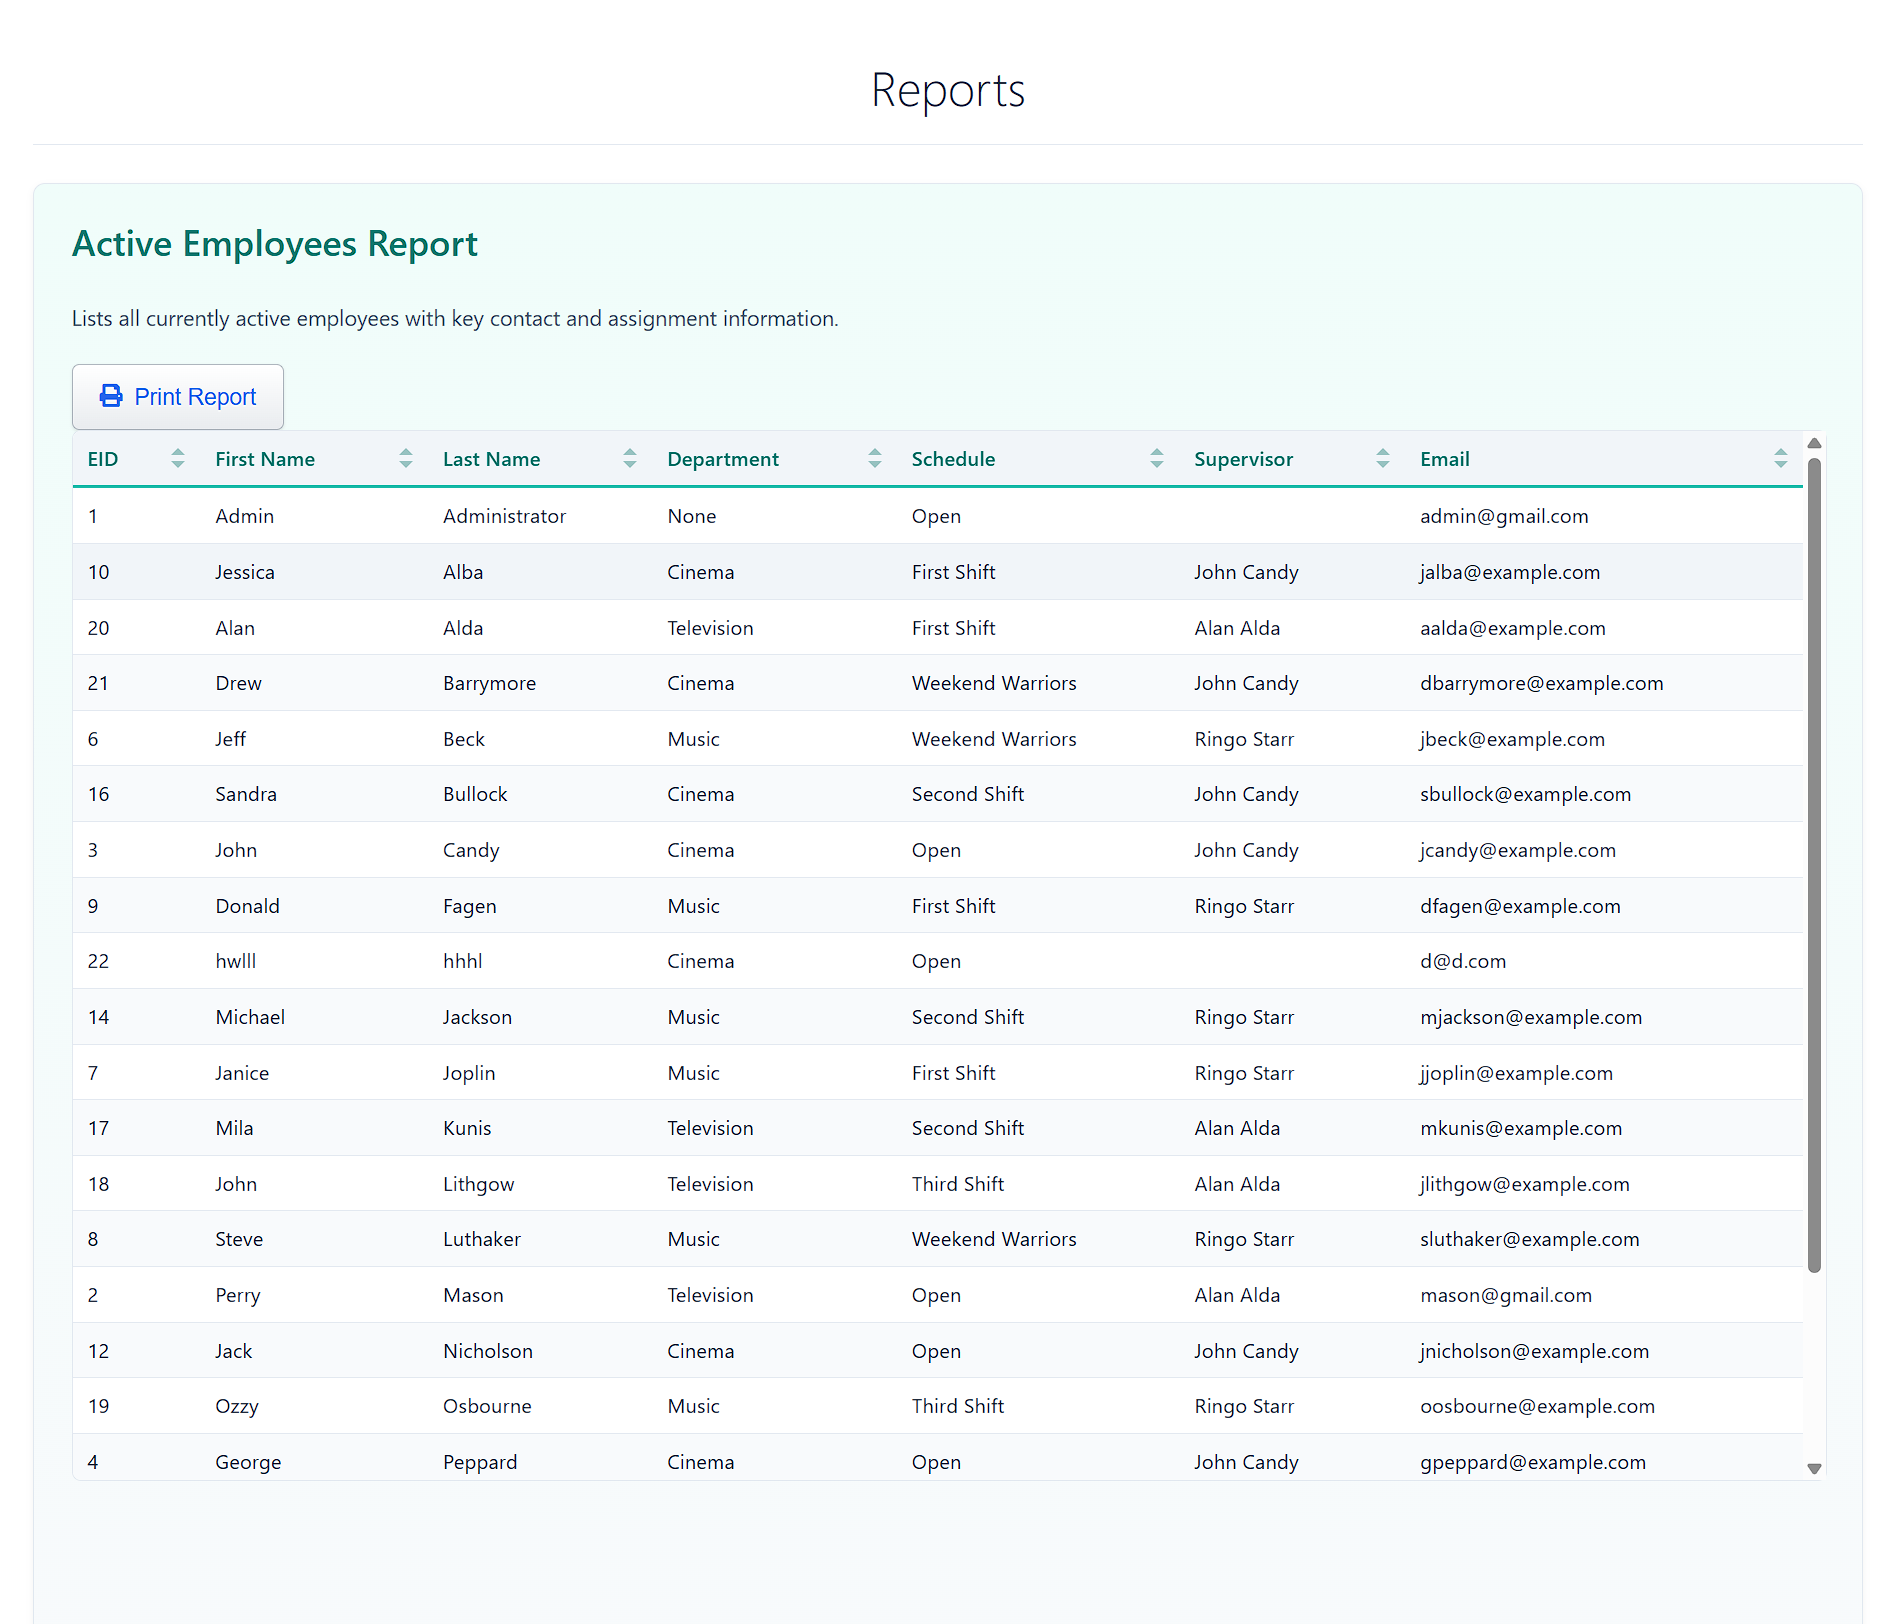 Reports
Active Employees Report
Lists all currently active employees with key contact and assignment information.
Print Report
EID First Name Last Name Department Schedule Supervisor Email
1 Admin Administrator None Open admin@gmail.com
10 Jessica Alba Cinema First Shift John Candy jalba@example.com
20 Alan Alda Television First Shift Alan Alda aalda@example.com
21 Drew Barrymore Cinema Weekend Warriors John Candy dbarrymore@example.com
6 Jeff Beck Music Weekend Warriors Ringo Starr jbeck@example.com
16 Sandra Bullock Cinema Second Shift John Candy sbullock@example.com
3 John Candy Cinema Open John Candy jcandy@example.com
9 Donald Fagen Music First Shift Ringo Starr dfagen@example.com
22 hwlll hhhl Cinema Open d@d.com
14 Michael Jackson Music Second Shift Ringo Starr mjackson@example.com
7 Janice Joplin Music First Shift Ringo Starr jjoplin@example.com
17 Mila Kunis Television Second Shift Alan Alda mkunis@example.com
18 John Lithgow Television Third Shift Alan Alda jlithgow@example.com
8 Steve Luthaker Music Weekend Warriors Ringo Starr sluthaker@example.com
2 Perry Mason Television Open Alan Alda mason@gmail.com
12 Jack Nicholson Cinema Open John Candy jnicholson@example.com
19 Ozzy Osbourne Music Third Shift Ringo Starr oosbourne@example.com
4 George Peppard Cinema Open John Candy gpeppard@example.com